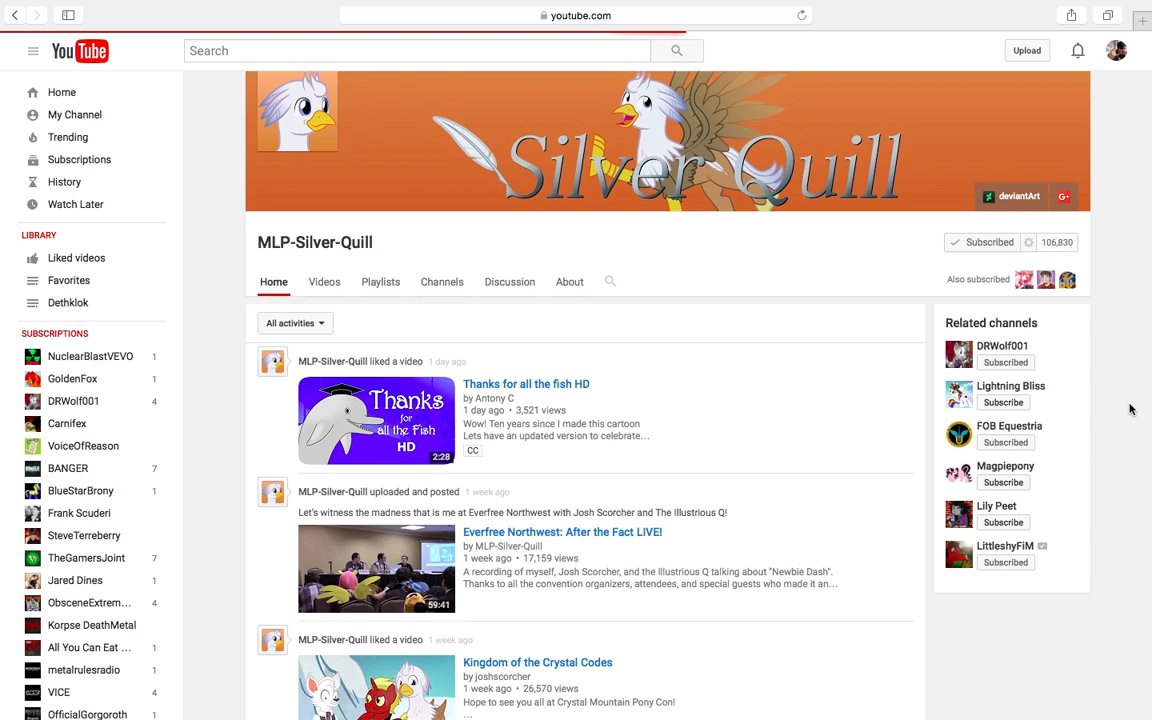 youtube.com
YouTube
Search
Upload
Home
My Channel
Trending
Subscriptions
History
Watch Later
LIBRARY
Liked videos
Favorites
Dethklok
SUBSCRIPTIONS
NuclearBlastVEVO 1
GoldenFox 1
DRWolf001 4
Carnifex
VoiceOfReason
BANGER 7
BlueStarBrony 1
Frank Scuderi
SteveTerreberry
TheGamersJoint 7
Jared Dines 1
ObsceneExtrem... 4
Korpse DeathMetal
All You Can Eat ... 1
metalrulesradio 1
VICE 4
OfficialGorgoroth 1
Silver Quill
deviantArt
G+
MLP-Silver-Quill
Subscribed 106,830
Home Videos Playlists Channels Discussion About
Also subscribed
All activities
MLP-Silver-Quill liked a video 1 day ago
Thanks
for
all the Fish
HD
2:28
Thanks for all the fish HD
by Antony C
1 day ago • 3,521 views
Wow! Ten years since I made this cartoon
Lets have an updated version to celebrate...
CC
MLP-Silver-Quill uploaded and posted 1 week ago
Let's witness the madness that is me at Everfree Northwest with Josh Scorcher and The Illustrious Q!
59:41
Everfree Northwest: After the Fact LIVE!
by MLP-Silver-Quill
1 week ago • 17,159 views
A recording of myself, Josh Scorcher, and the Illustrious Q talking about "Newbie Dash".
Thanks to all the convention organizers, attendees, and special guests who made it an...
MLP-Silver-Quill liked a video 1 week ago
Kingdom of the Crystal Codes
by joshscorcher
1 week ago • 26,570 views
Hope to see you all at Crystal Mountain Pony Con!
...
Related channels
DRWolf001
Subscribed
Lightning Bliss
Subscribe
FOB Equestria
Subscribed
Magpiepony
Subscribe
Lily Peet
Subscribe
LittleshyFiM
Subscribed